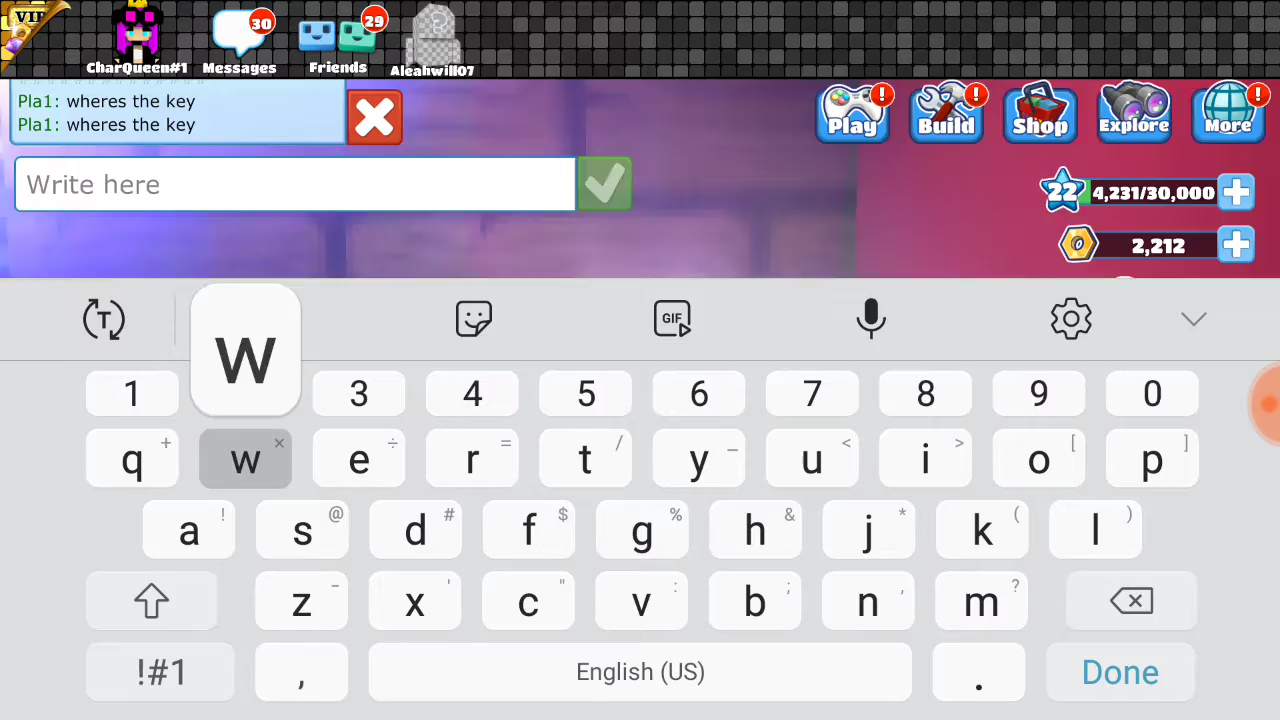 VIP
CharQueen#1
30
Messages
29
Friends
Aleahwill07
Pla1: wheres the key
Pla1: wheres the key
Write here
Play
!
Build
!
Shop
Explore
More
!
22
4,231/30,000
2,212
T
GIF
W
1 3 4 5 6 7 8 9 0
q + w × e ÷ r = t / y _ u < i > o [ p ]
a ! s @ d # f $ g % h & j * k ( l )
z - x ' c " v : b ; n , m ?
!#1 , English (US) . Done